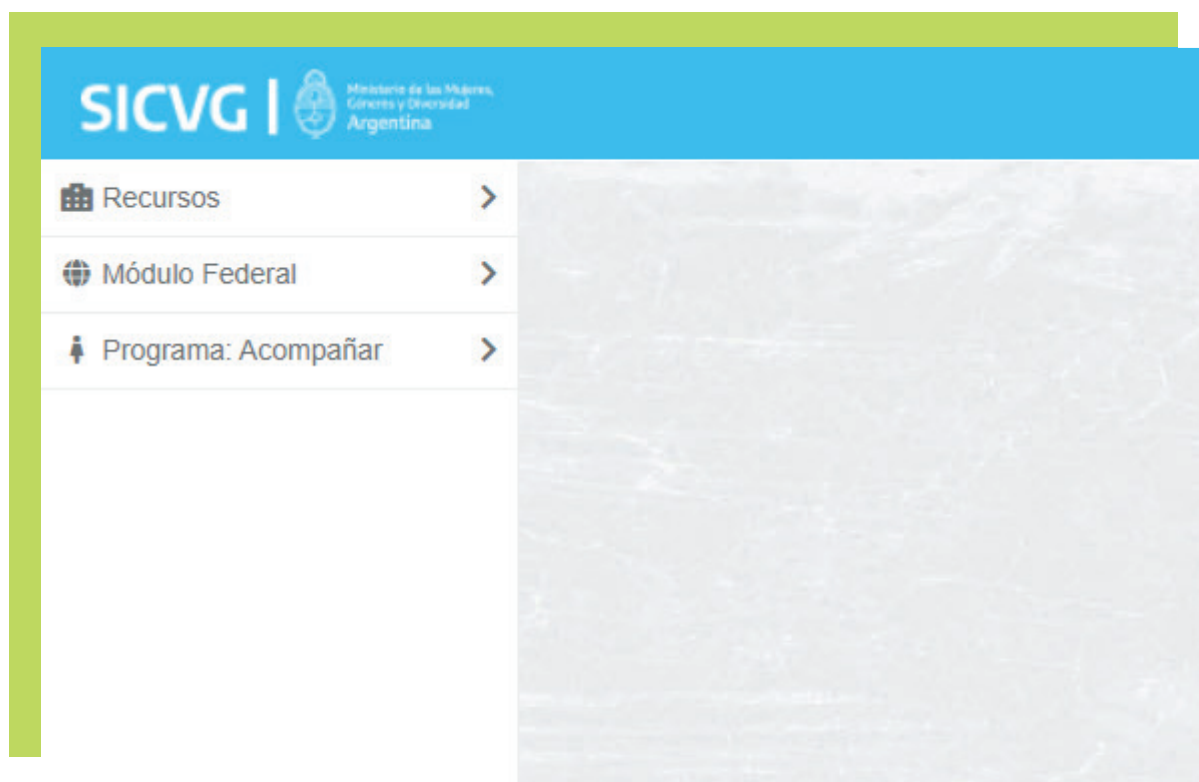 SICVG
Ministerio de las Mujeres,
Géneros y Diversidad
Argentina
Recursos
Módulo Federal
Programa: Acompañar